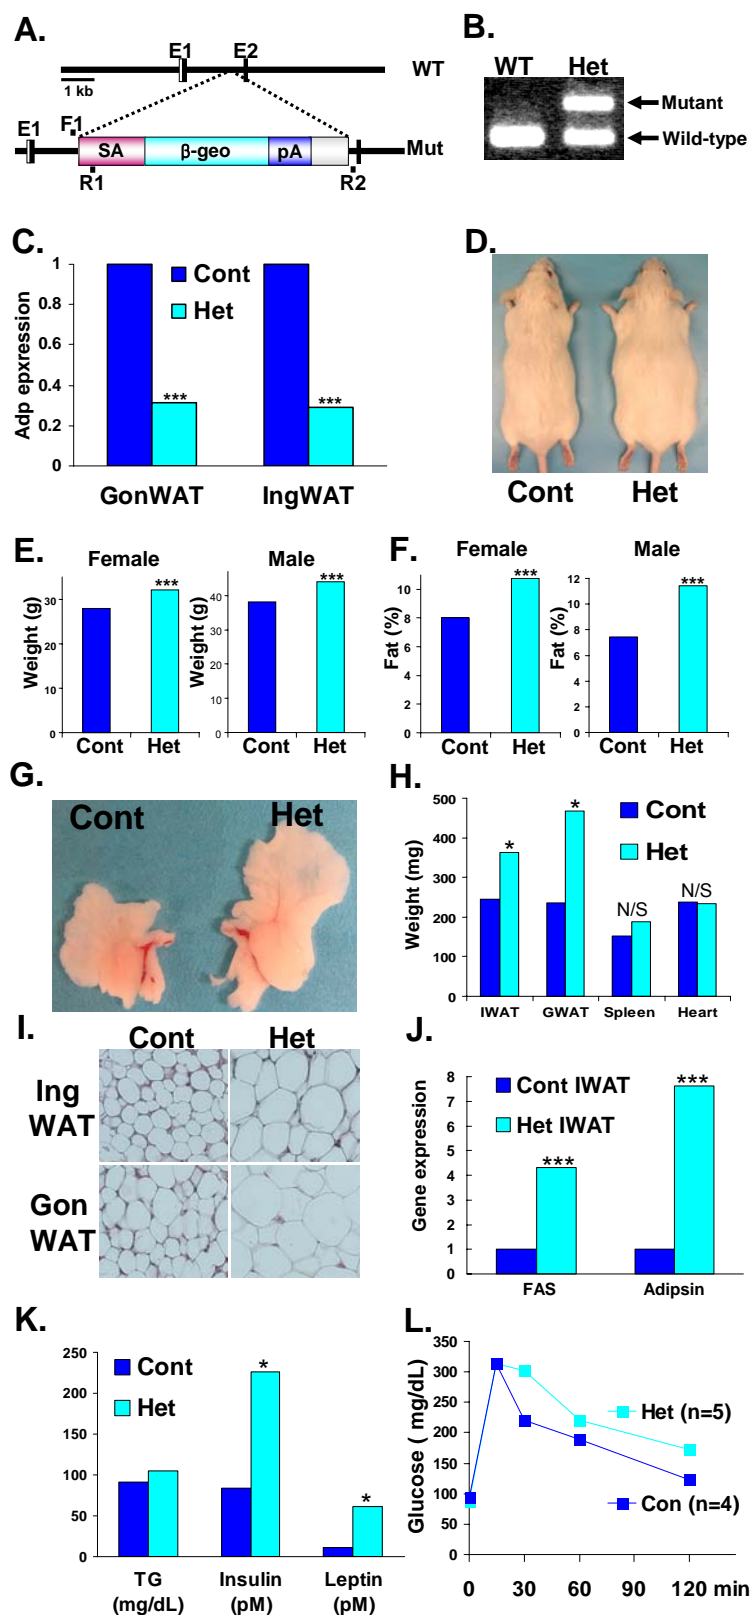 A.
E1 E2
WT
1 kb
E1 F1
SA β-geo pA
Mut
R1 R2
B.
WT Het
Mutant
Wild-type
C.
Adp epxression
1
0.8
0.6
0.4
0.2
0
Cont
Het
*** ***
GonWAT IngWAT
D.
Cont Het
E.
Female
Weight (g)
30
20
10
0
***
Cont Het
Male
Weight (g)
40
30
20
10
0
***
Cont Het
F.
Female
Fat (%)
10
8
6
4
2
0
***
Cont Het
Male
Fat (%)
12
10
8
6
4
2
0
***
Cont Het
G.
Cont Het
H.
Weight (mg)
500
400
300
200
100
0
Cont
Het
* * N/S N/S
IWAT GWAT Spleen Heart
I.
Cont Het
Ing
WAT
Gon
WAT
J.
Gene expression
8
7
6
5
4
3
2
1
0
Cont IWAT
Het IWAT
*** ***
FAS Adipsin
K.
250
200
150
100
50
0
Cont
Het
* *
TG Insulin Leptin
(mg/dL) (pM) (pM)
L.
Glucose ( mg/dL)
350
300
250
200
150
100
50
0
Het (n=5)
Con (n=4)
0 30 60 90 120 min